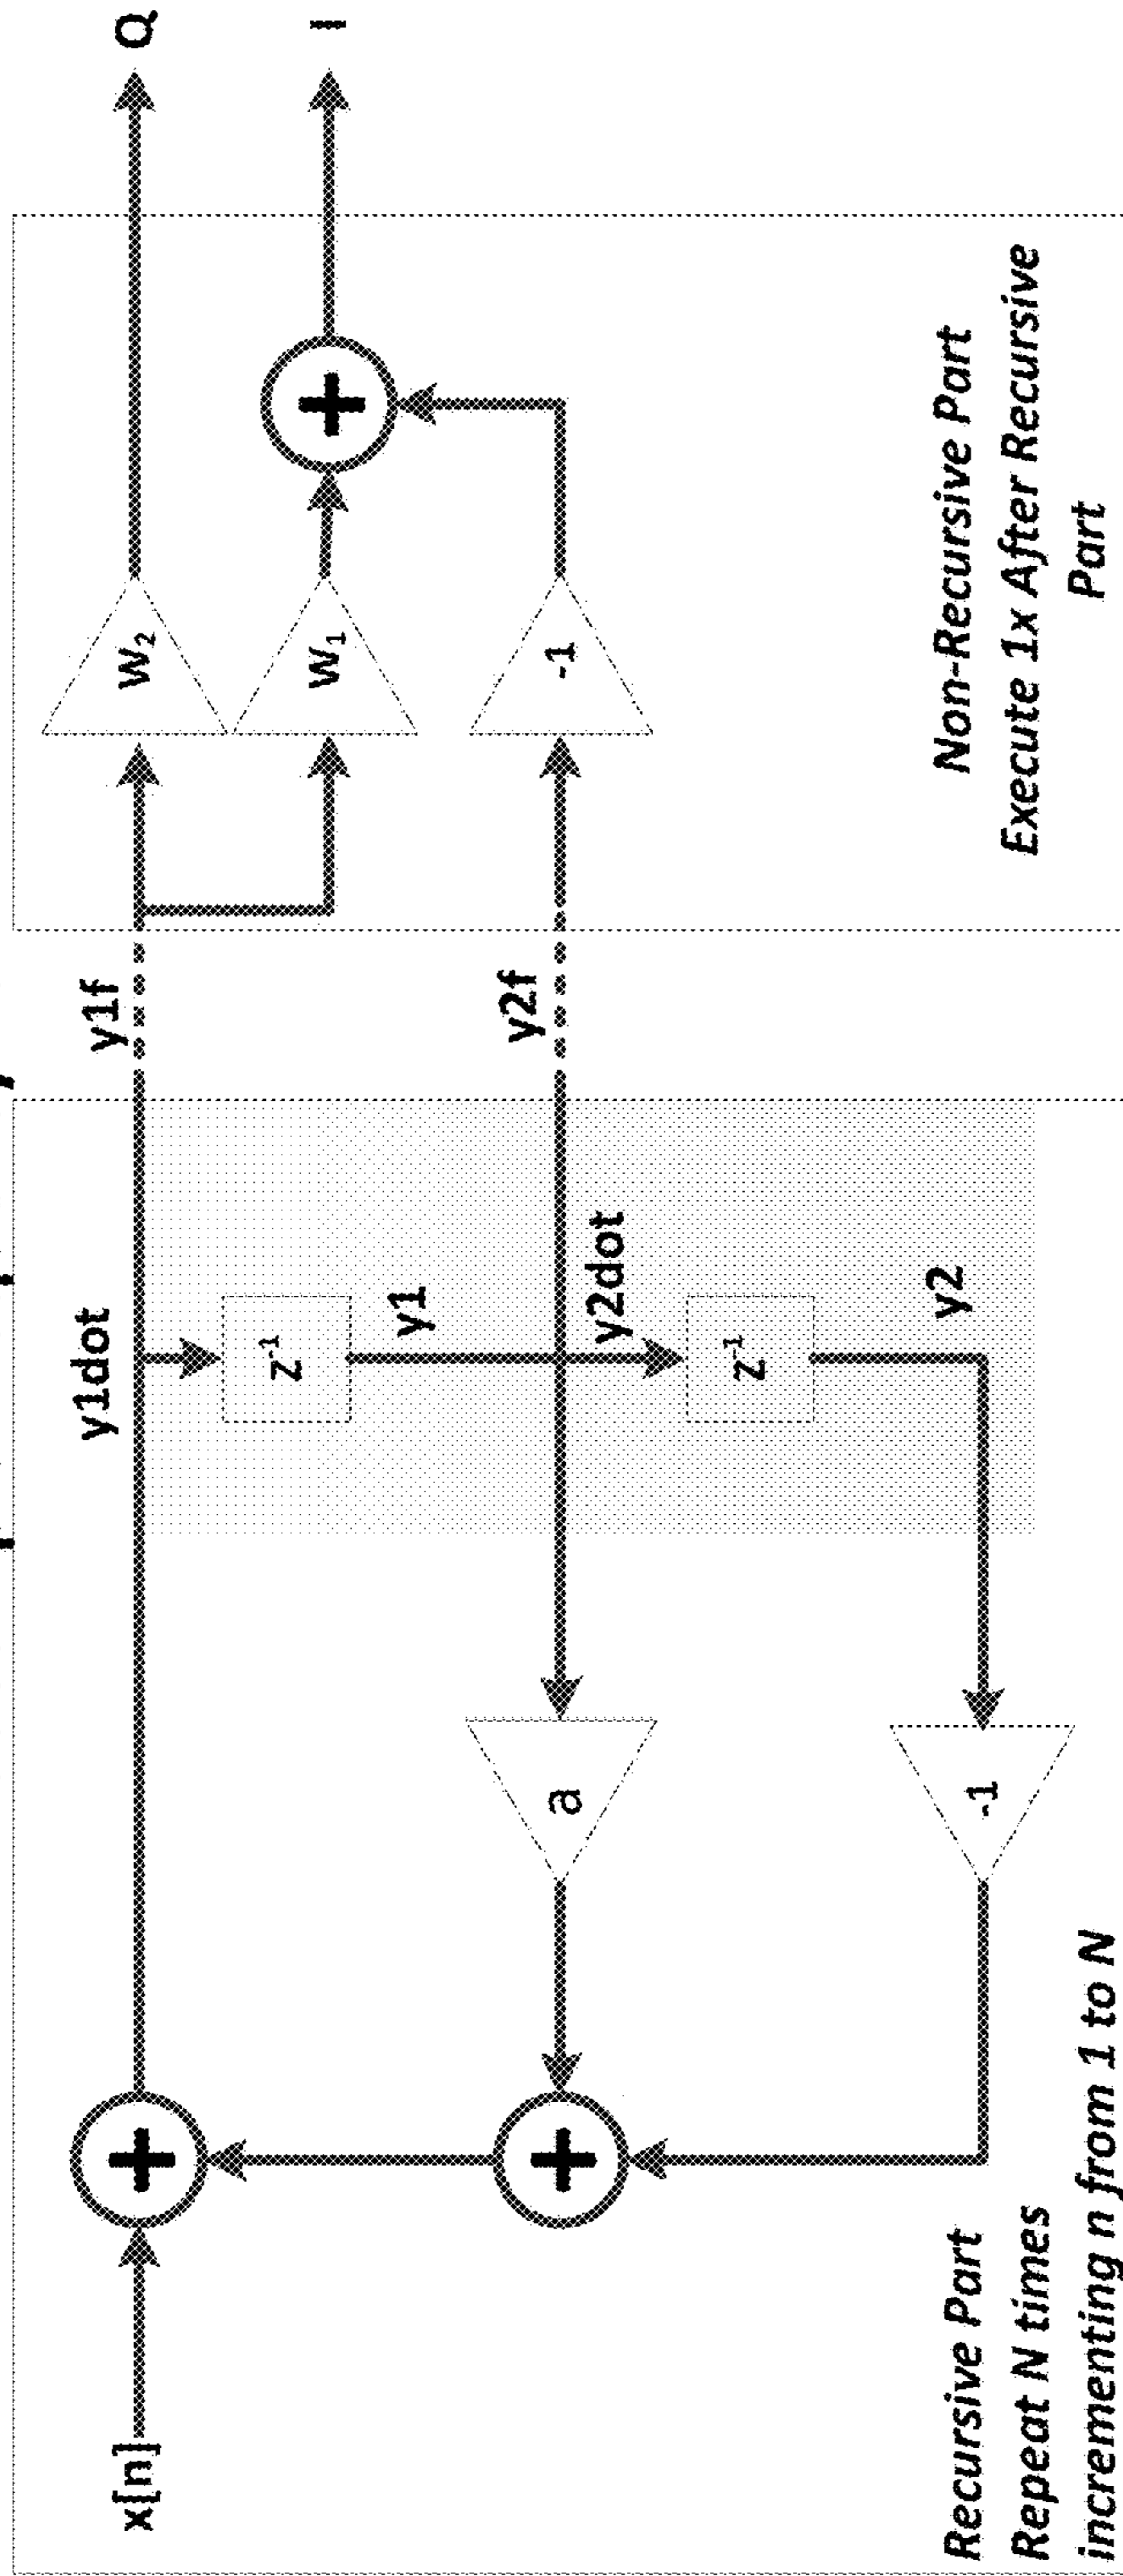 x[n]
y1dot
y1f
W2
Q
z-1
y1
W1
I
a
y2dot
y2f
-1
z-1
y2
-1
Recursive Part
Repeat N times
incrementing n from 1 to N
Non-Recursive Part
Execute 1x After Recursive
Part